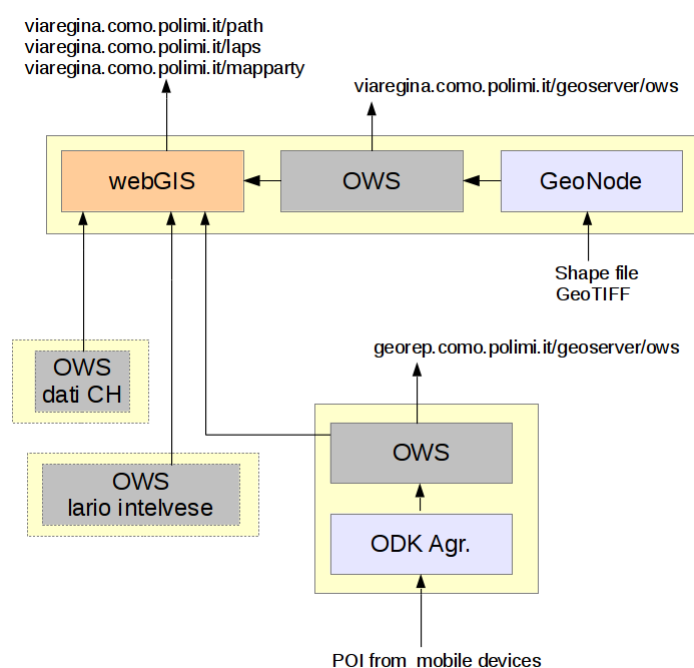 viaregina.como.polimi.it/path
viaregina.como.polimi.it/laps
viaregina.como.polimi.it/mapparty
viaregina.como.polimi.it/geoserver/ows
webGIS
OWS
GeoNode
Shape file
GeoTIFF
georep.como.polimi.it/geoserver/ows
OWS
dati CH
OWS
OWS
lario intelvese
ODK Agr.
POI from mobile devices